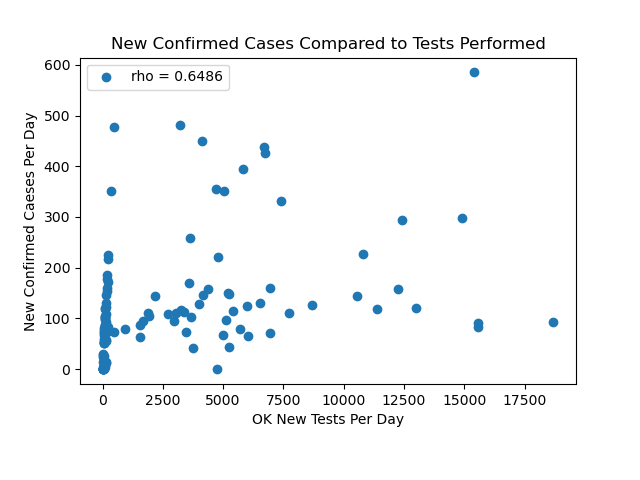 New Confirmed Cases Compared to Tests Performed
rho = 0.6486
600
500
400
300
200
100
0
New Confirmed Caeses Per Day
0 2500 5000 7500 10000 12500 15000 17500
OK New Tests Per Day